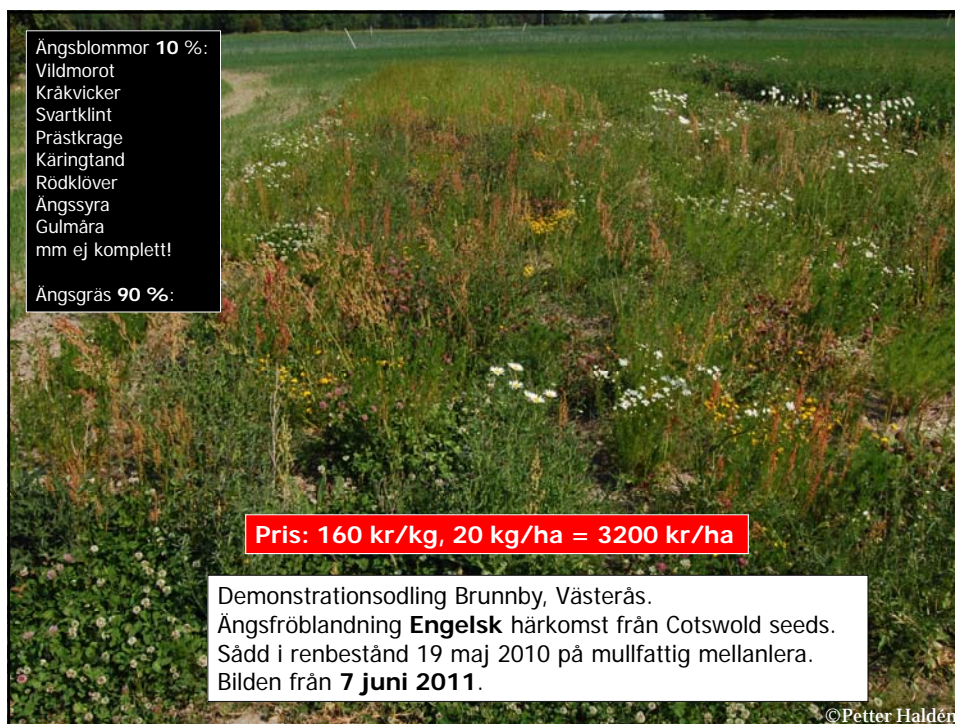 Ängsblommor 10 %:
Vildmorot
Kråkvicker
Svartklint
Prästkrage
Käringtand
Rödklöver
Ängssyra
Gulmåra
mm ej komplett!
Ängsgräs 90 %:
Pris: 160 kr/kg, 20 kg/ha = 3200 kr/ha
Demonstrationsodling Brunnby, Västerås.
Ängsfröblandning Engelsk härkomst från Cotswold seeds.
Sådd i renbestånd 19 maj 2010 på mullfattig mellanlera.
Bilden från 7 juni 2011.
©Petter Haldén